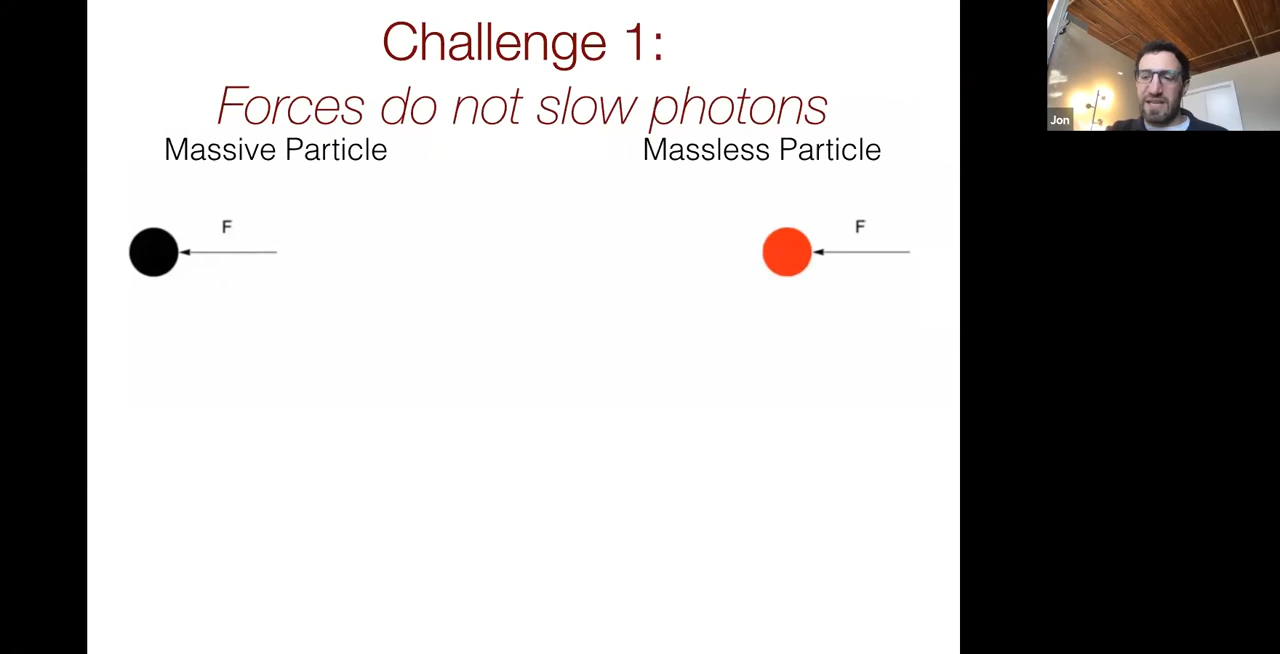 Challenge 1:
Forces do not slow photons
Massive Particle
Massless Particle
F
F
Jon